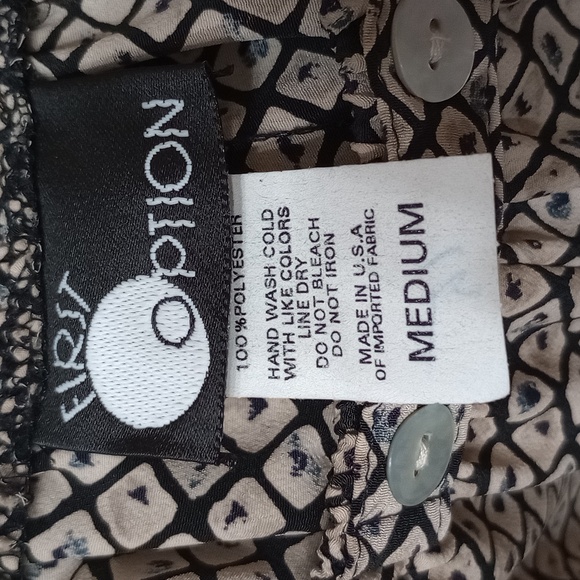 FIRST OPTION
100% POLYESTER
HAND WASH COLD
WITH LIKE COLORS
LINE DRY
DO NOT BLEACH
DO NOT IRON
MADE IN U.S.A
OF IMPORTED FABRIC
MEDIUM